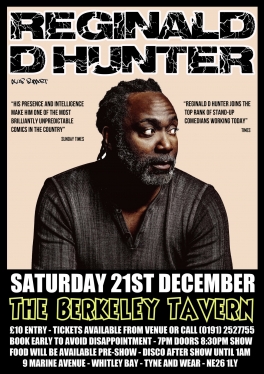 REGINALD
D HUNTER
PLUS SUPPORT
"HIS PRESENCE AND INTELLIGENCE
MAKE HIM ONE OF THE MOST
BRILLIANTLY UNPREDICTABLE
COMICS IN THE COUNTRY"
SUNDAY TIMES
"REGINALD D HUNTER JOINS THE
TOP RANK OF STAND-UP
COMEDIANS WORKING TODAY"
TIMES
SATURDAY 21ST DECEMBER
THE BERKELEY TAVERN
£10 ENTRY - TICKETS AVAILABLE FROM VENUE OR CALL (0191) 2527755
BOOK EARLY TO AVOID DISAPPOINTMENT - 7PM DOORS 8:30PM SHOW
FOOD WILL BE AVAILABLE PRE-SHOW - DISCO AFTER SHOW UNTIL 1AM
9 MARINE AVENUE - WHITLEY BAY - TYNE AND WEAR - NE26 1LY